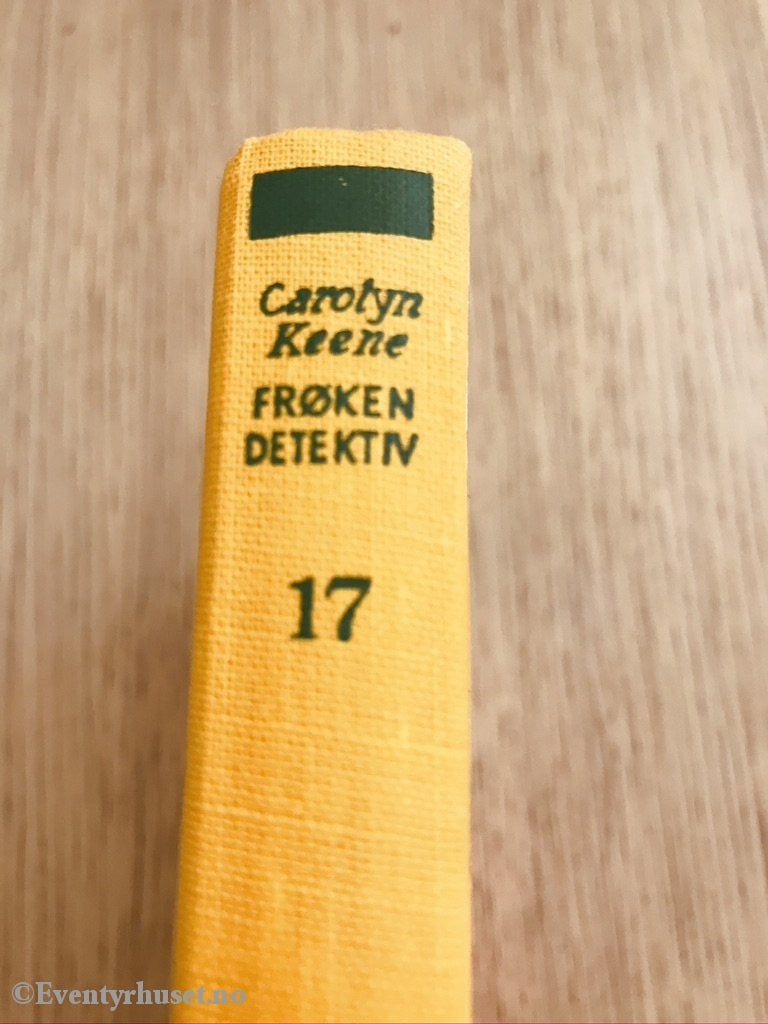 Carolyn
Keene
FRØKEN
DETEKTIV
17
©Eventyrhuset.no